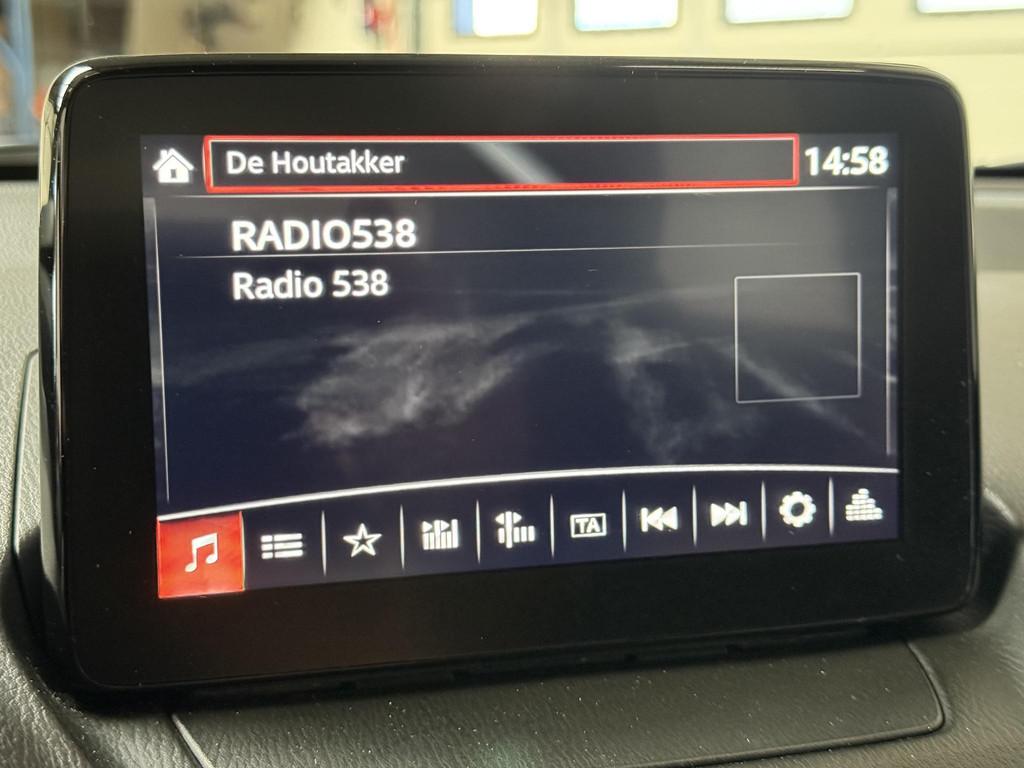 De Houtakker
14:58
RADIO538
Radio 538
TA